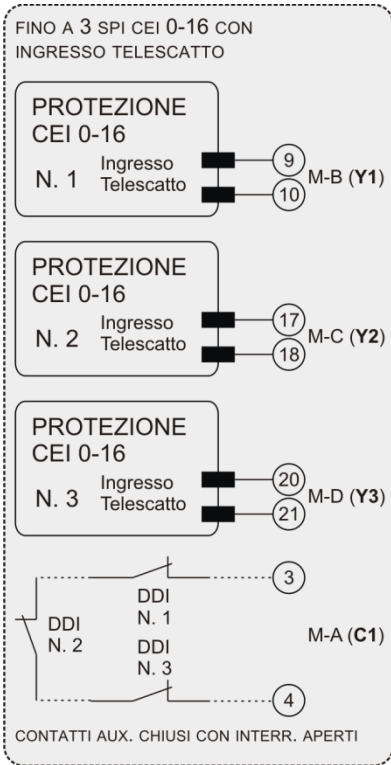 FINO A 3 SPI CEI 0-16 CON
INGRESSO TELESCATTO
PROTEZIONE
CEI 0-16
N. 1
Ingresso
Telescatto
9
10
M-B (Y1)
PROTEZIONE
CEI 0-16
N. 2
Ingresso
Telescatto
17
18
M-C (Y2)
PROTEZIONE
CEI 0-16
N. 3
Ingresso
Telescatto
20
21
M-D (Y3)
3
DDI
N. 1
DDI
N. 2
DDI
N. 3
M-A (C1)
4
CONTATTI AUX. CHIUSI CON INTERR. APERTI